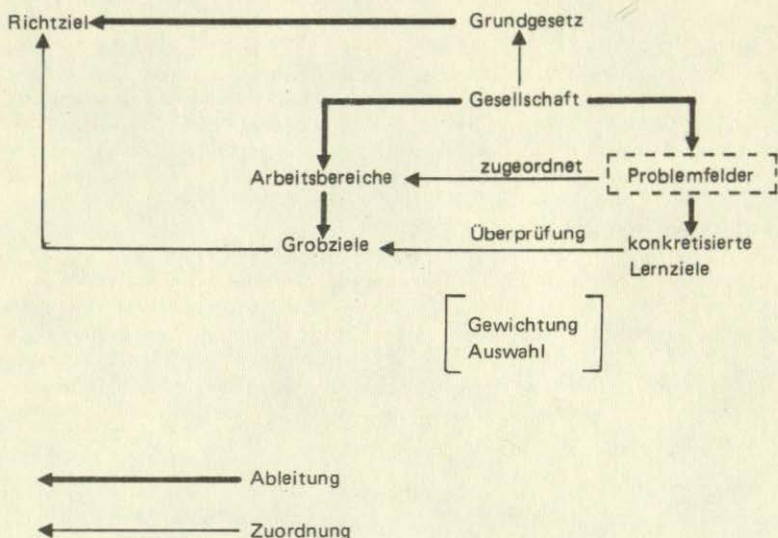 Richtziel Grundgesetz
Gesellschaft
zugeordnet
Arbeitsbereiche Problemfelder
Überprüfung
Grobziele konkretisierte
Lernziele
Gewichtung
Auswahl
Ableitung
Zuordnung